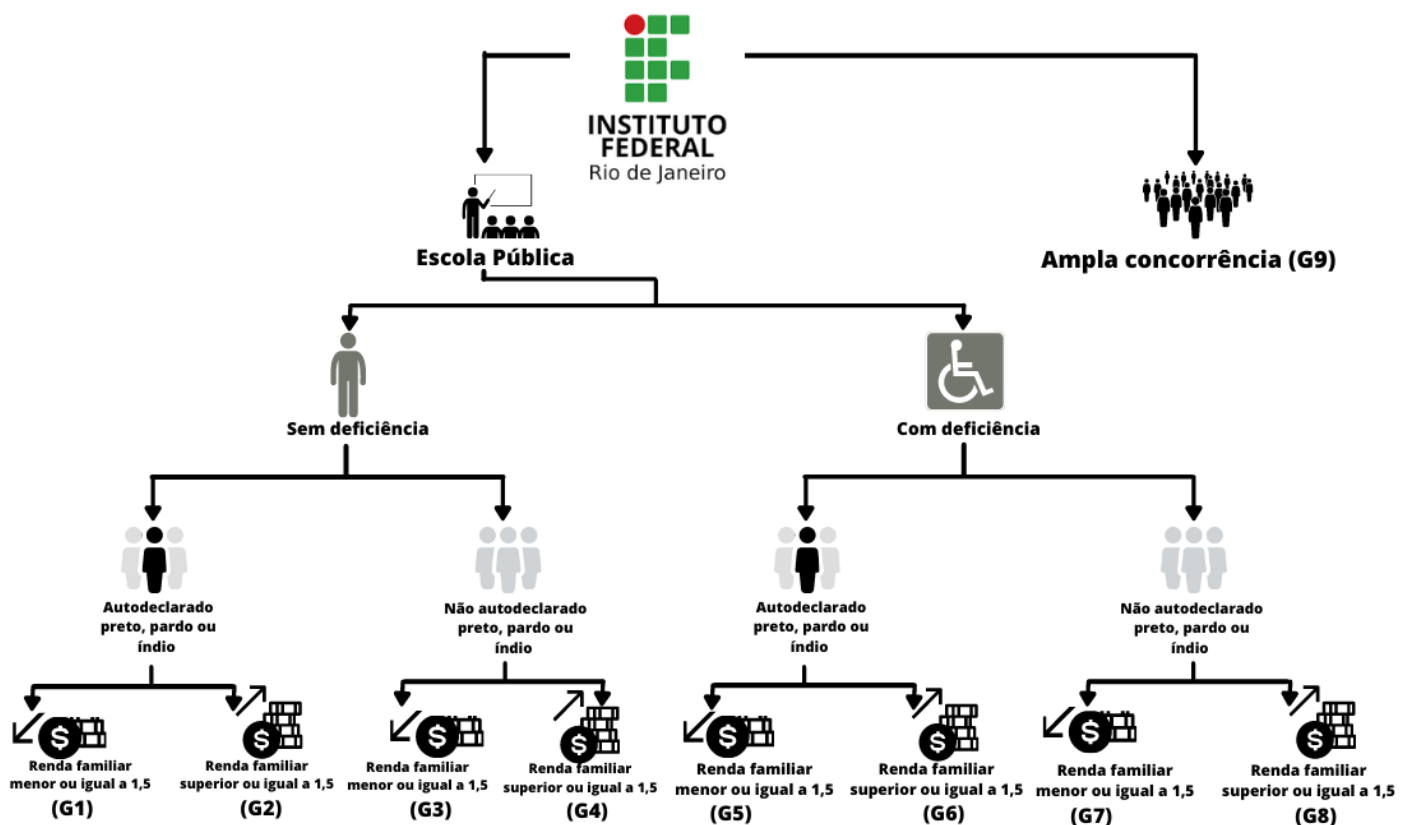 INSTITUTO
FEDERAL
Rio de Janeiro
Escola Pública
Ampla concorrência (G9)
Sem deficiência
Com deficiência
Autodeclarado
preto, pardo ou
índio
Não autodeclarado
preto, pardo ou
índio
Autodeclarado
preto, pardo ou
índio
Não autodeclarado
preto, pardo ou
índio
$
Renda familiar
menor ou igual a 1,5
(G1)
$
Renda familiar
superior ou igual a 1,5
(G2)
$
Renda familiar
menor ou igual a 1,5
(G3)
$
Renda familiar
superior ou igual a 1,5
(G4)
$
Renda familiar
menor ou igual a 1,5
(G5)
$
Renda familiar
superior ou igual a 1,5
(G6)
$
Renda familiar
menor ou igual a 1,5
(G7)
$
Renda familiar
superior ou igual a 1,5
(G8)